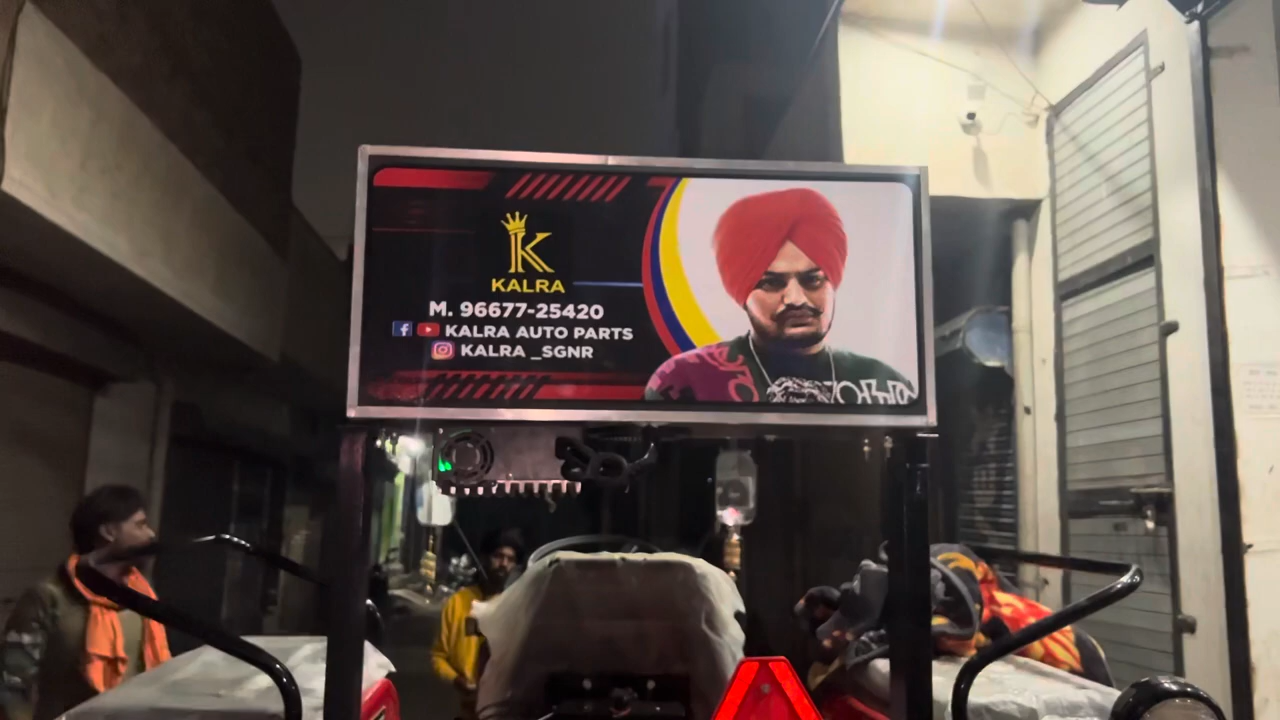 K
KALRA
M. 96677-25420
KALRA AUTO PARTS
KALRA _SGNR